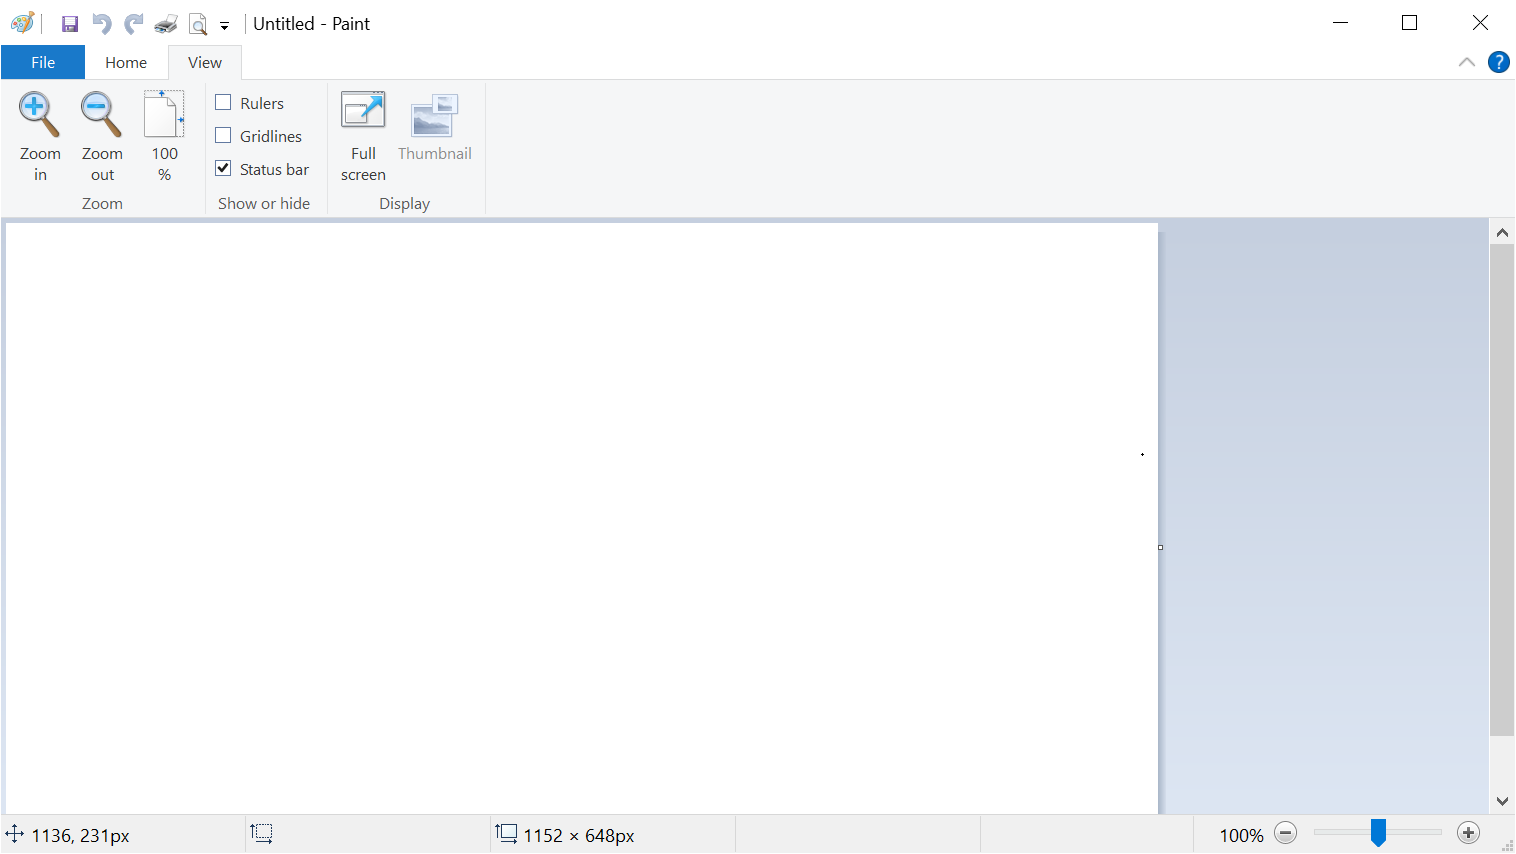 Untitled - Paint
File Home View
Zoom in
Zoom out
100 %
Zoom
Rulers
Gridlines
Status bar
Show or hide
Full screen
Thumbnail
Display
1136, 231px
1152 × 648px
100%